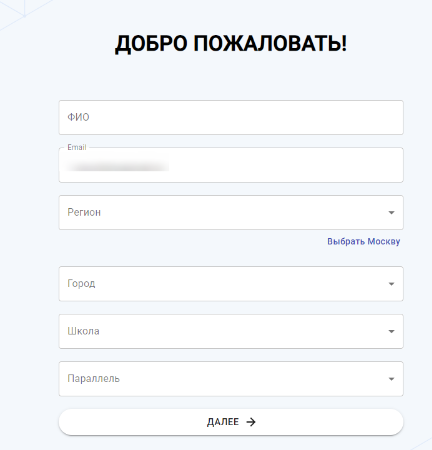 ДОБРО ПОЖАЛОВАТЬ!
ФИО
Email
Регион
Выбрать Москву
Город
Школа
Параллель
ДАЛЕЕ →